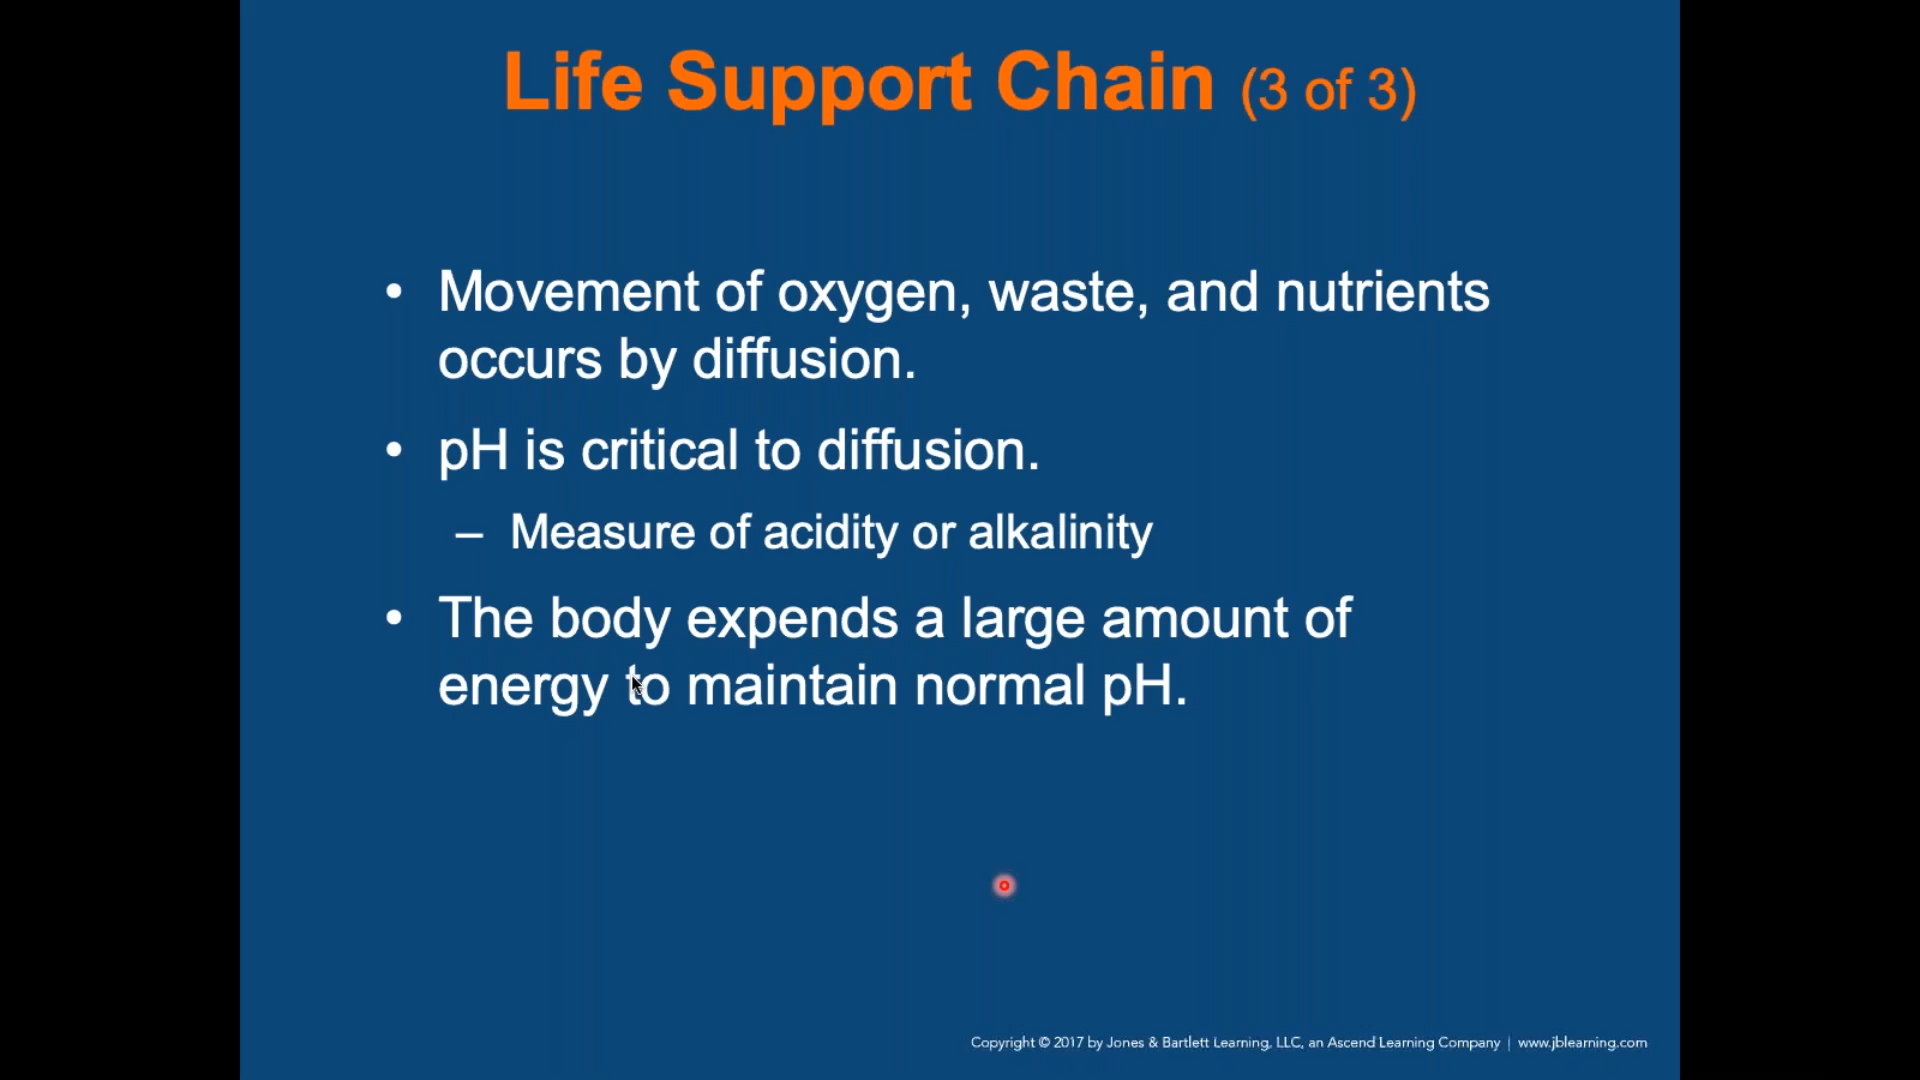 Life Support Chain (3 of 3)
• Movement of oxygen, waste, and nutrients
occurs by diffusion.
• pH is critical to diffusion.
– Measure of acidity or alkalinity
• The body expends a large amount of
energy to maintain normal pH.
Copyright © 2017 by Jones & Bartlett Learning, LLC, an Ascend Learning Company | www.jblearning.com